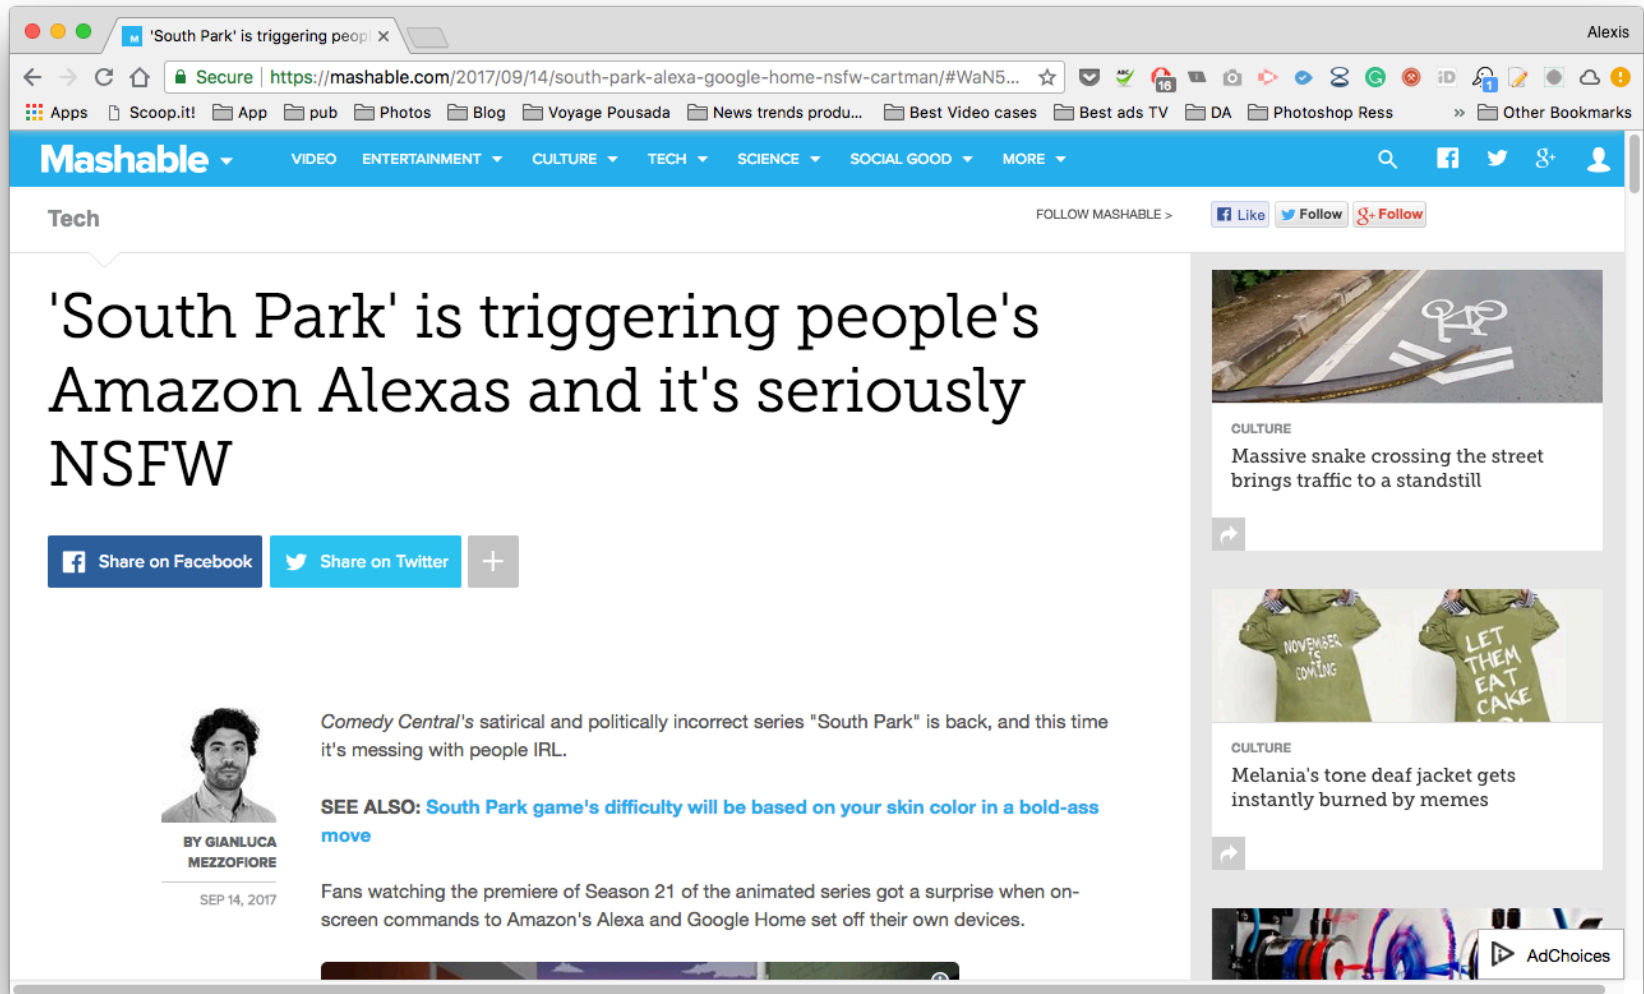 'South Park' is triggering peop
Alexis
Secure https://mashable.com/2017/09/14/south-park-alexa-google-home-nsfw-cartman/#WaN5...
16
iD
1
Apps Scoop.it! App pub Photos Blog Voyage Pousada News trends produ... Best Video cases Best ads TV DA Photoshop Ress » Other Bookmarks
Mashable VIDEO ENTERTAINMENT CULTURE TECH SCIENCE SOCIAL GOOD MORE
Tech
FOLLOW MASHABLE > Like Follow Follow
'South Park' is triggering people's
Amazon Alexas and it's seriously
NSFW
Share on Facebook Share on Twitter +
BY GIANLUCA
MEZZOFIORE
SEP 14, 2017
Comedy Central's satirical and politically incorrect series "South Park" is back, and this time
it's messing with people IRL.
SEE ALSO: South Park game's difficulty will be based on your skin color in a bold-ass
move
Fans watching the premiere of Season 21 of the animated series got a surprise when on-
screen commands to Amazon's Alexa and Google Home set off their own devices.
CULTURE
Massive snake crossing the street
brings traffic to a standstill
NOVEMBER
IS
COMING
LET
THEM
EAT
CAKE
CULTURE
Melania's tone deaf jacket gets
instantly burned by memes
AdChoices